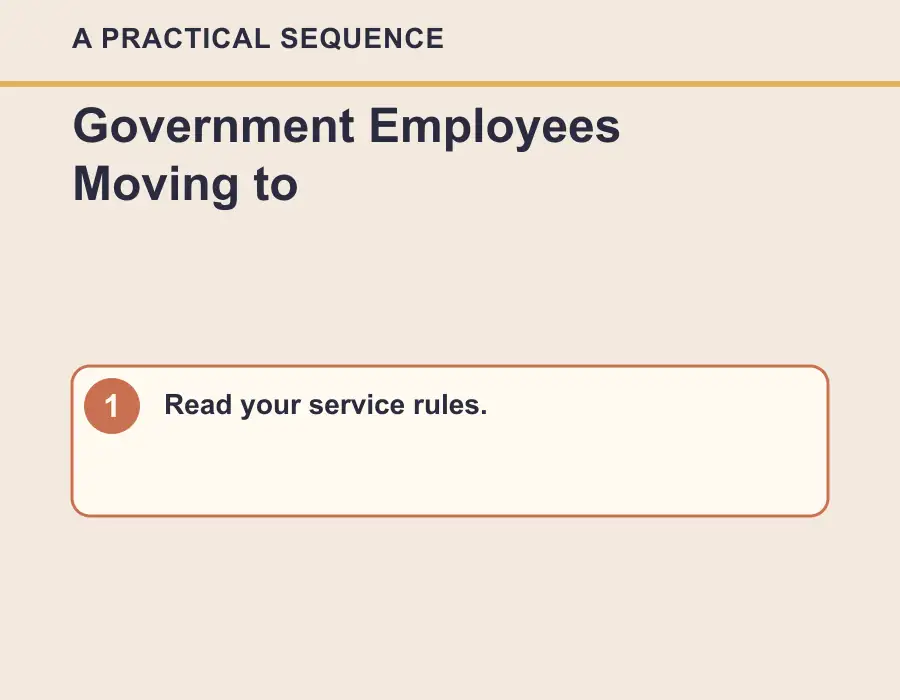 A PRACTICAL SEQUENCE
Government Employees
Moving to
1
Read your service rules.